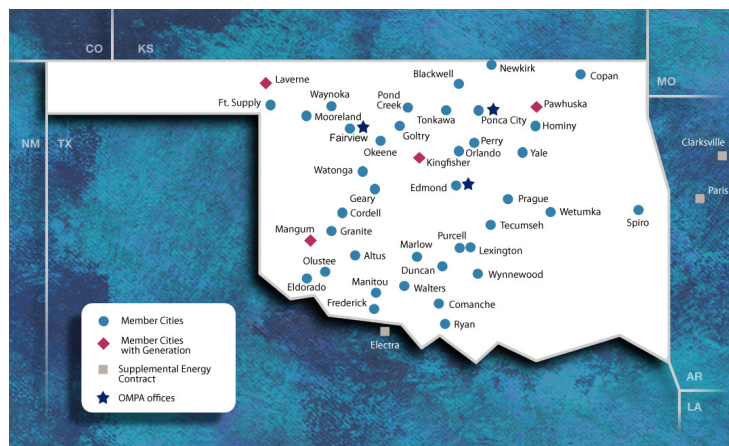 CO
KS
Newkirk
Blackwell
Copan
Laverne
MO
Ft. Supply
Waynoka
Mooreland
Pond
Creek
Tonkawa
Ponca City
Pawhuska
Fairview
Goltry
Hominy
NM
TX
Okeene
Perry
Orlando
Yale
Clarksville
Kingfisher
Watonga
Edmond
Paris
Geary
Prague
Cordell
Wetumka
Spiro
Mangum
Granite
Purcell
Tecumseh
Altus
Marlow
Lexington
Olustee
Duncan
Wynnewood
Eldorado
Manitou
Walters
Frederick
Comanche
Ryan
Electra
Member Cities
Member Cities
with Generation
Supplemental Energy
Contract
OMPA offices
AR
LA